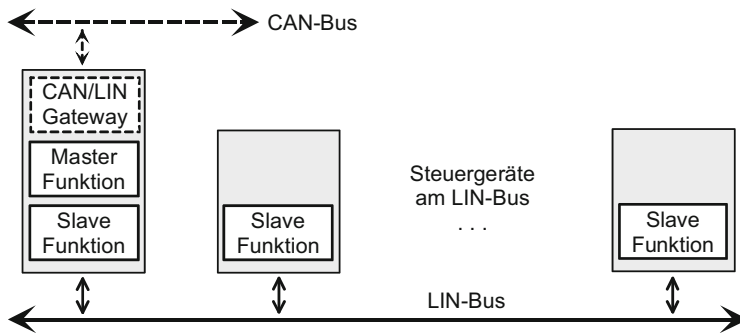 CAN-Bus
CAN/LIN
Gateway
Master
Funktion
Slave
Funktion
Slave
Funktion
Steuergeräte
am LIN-Bus
. . .
Slave
Funktion
LIN-Bus